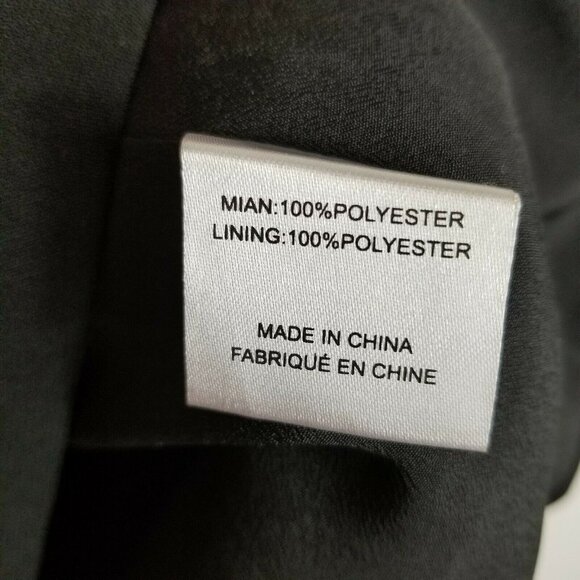 MIAN:100%POLYESTER
LINING:100%POLYESTER
MADE IN CHINA
FABRIQUÉ EN CHINE